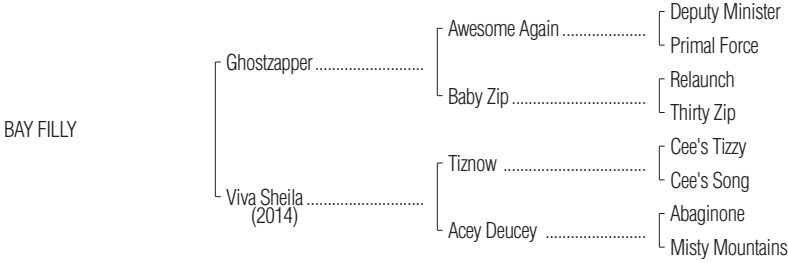 Deputy Minister
Awesome Again ....................
Primal Force
Ghostzapper ..........................
Relaunch
Baby Zip ................................
Thirty Zip
BAY FILLY
Cee's Tizzy
Tiznow ..................................
Cee's Song
Viva Sheila ............................
(2014)
Abaginone
Acey Deucey ........................
Misty Mountains